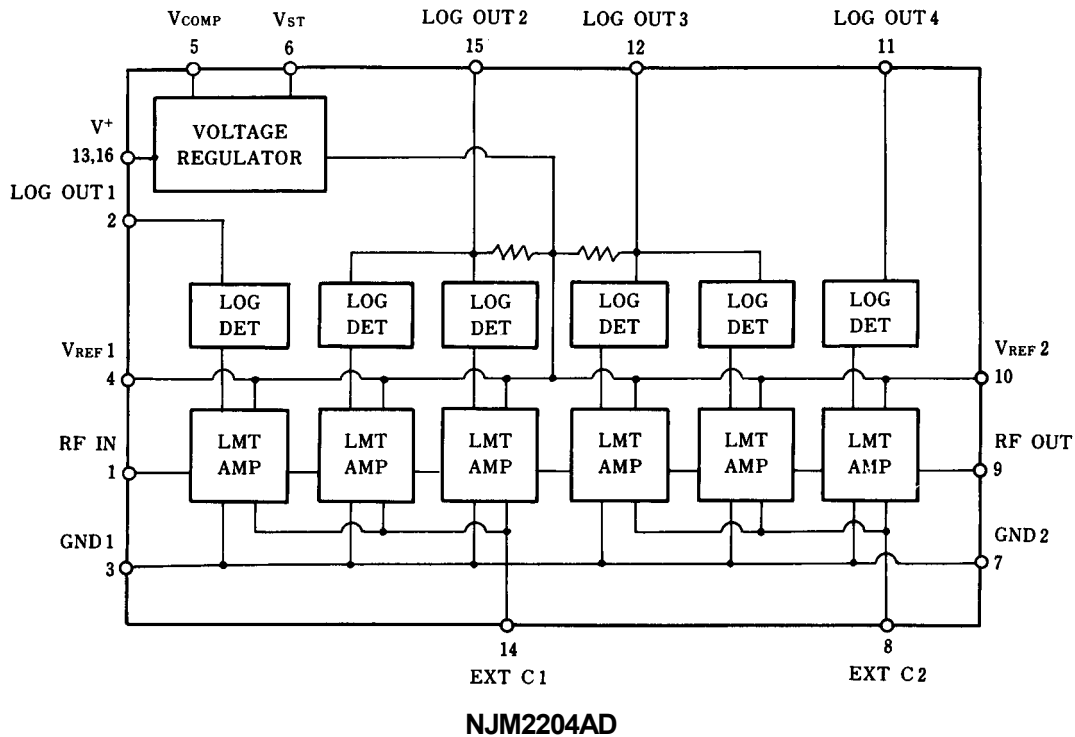 VCOMP VST LOG OUT 2 LOG OUT 3 LOG OUT 4
5 6 15 12 11
V+
13,16
VOLTAGE
REGULATOR
LOG OUT 1
2
LOG
DET
LOG
DET
LOG
DET
LOG
DET
LOG
DET
LOG
DET
VREF 1
4
VREF 2
10
RF IN
1
LMT
AMP
LMT
AMP
LMT
AMP
LMT
AMP
LMT
AMP
LMT
AMP
RF OUT
9
GND 1
3
GND 2
7
14
EXT C1
8
EXT C2
NJM2204AD